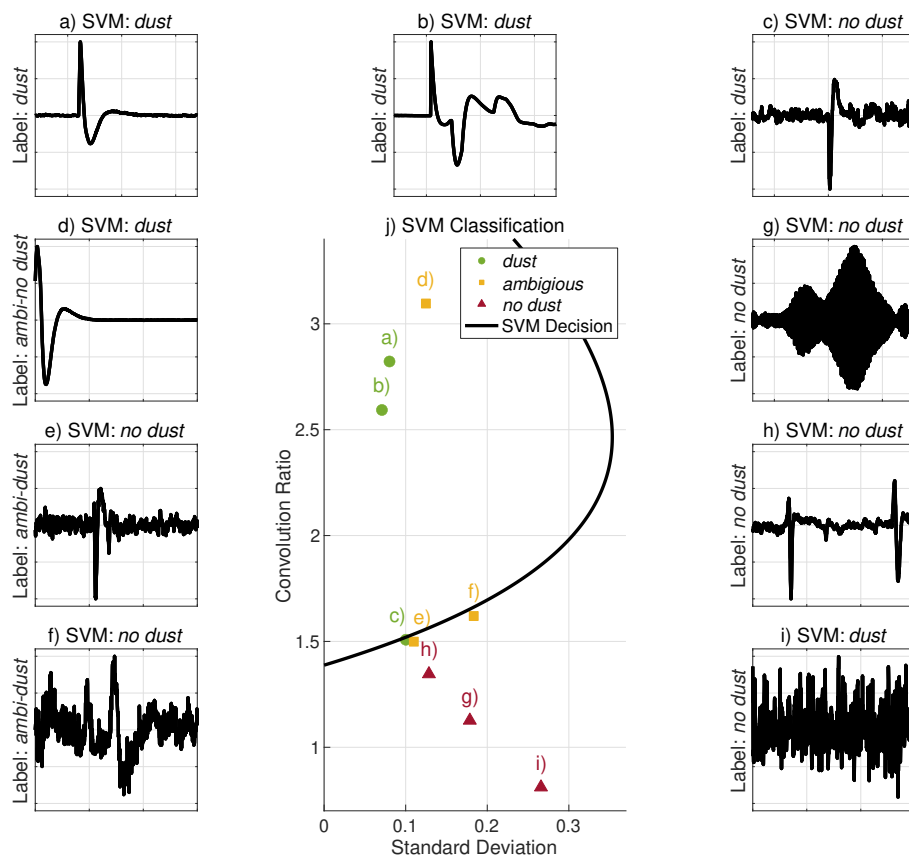 a) SVM: dust
Label: dust
b) SVM: dust
Label: dust
c) SVM: no dust
Label: dust
d) SVM: dust
Label: ambi-no dust
j) SVM Classification
g) SVM: no dust
Label: no dust
dust
ambigious
no dust
SVM Decision
d)
a)
b)
c)
e)
f)
h)
g)
i)
3
2.5
2
1.5
1
Convolution Ratio
0
0.1
0.2
0.3
Standard Deviation
e) SVM: no dust
Label: ambi-dust
h) SVM: no dust
Label: no dust
f) SVM: no dust
Label: ambi-dust
i) SVM: dust
Label: no dust